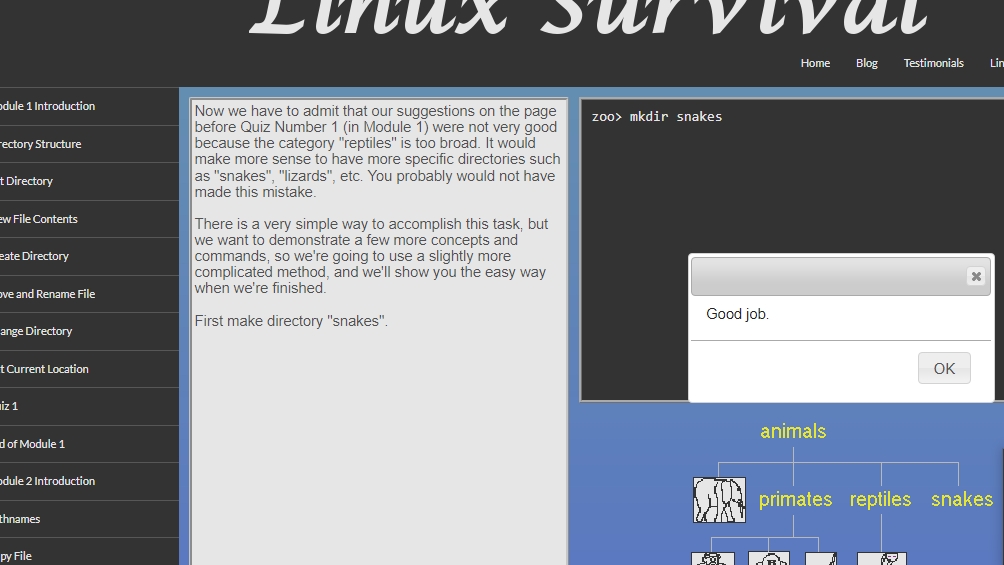 Linux Survival
Home Blog Testimonials Lin
odule 1 Introduction
rectory Structure
t Directory
ew File Contents
eate Directory
ove and Rename File
ange Directory
t Current Location
iz 1
d of Module 1
odule 2 Introduction
thnames
py File
Now we have to admit that our suggestions on the page
before Quiz Number 1 (in Module 1) were not very good
because the category "reptiles" is too broad. It would
make more sense to have more specific directories such
as "snakes", "lizards", etc. You probably would not have
made this mistake.
There is a very simple way to accomplish this task, but
we want to demonstrate a few more concepts and
commands, so we're going to use a slightly more
complicated method, and we'll show you the easy way
when we're finished.
First make directory "snakes".
zoo> mkdir snakes
Good job.
OK
animals
primates reptiles snakes